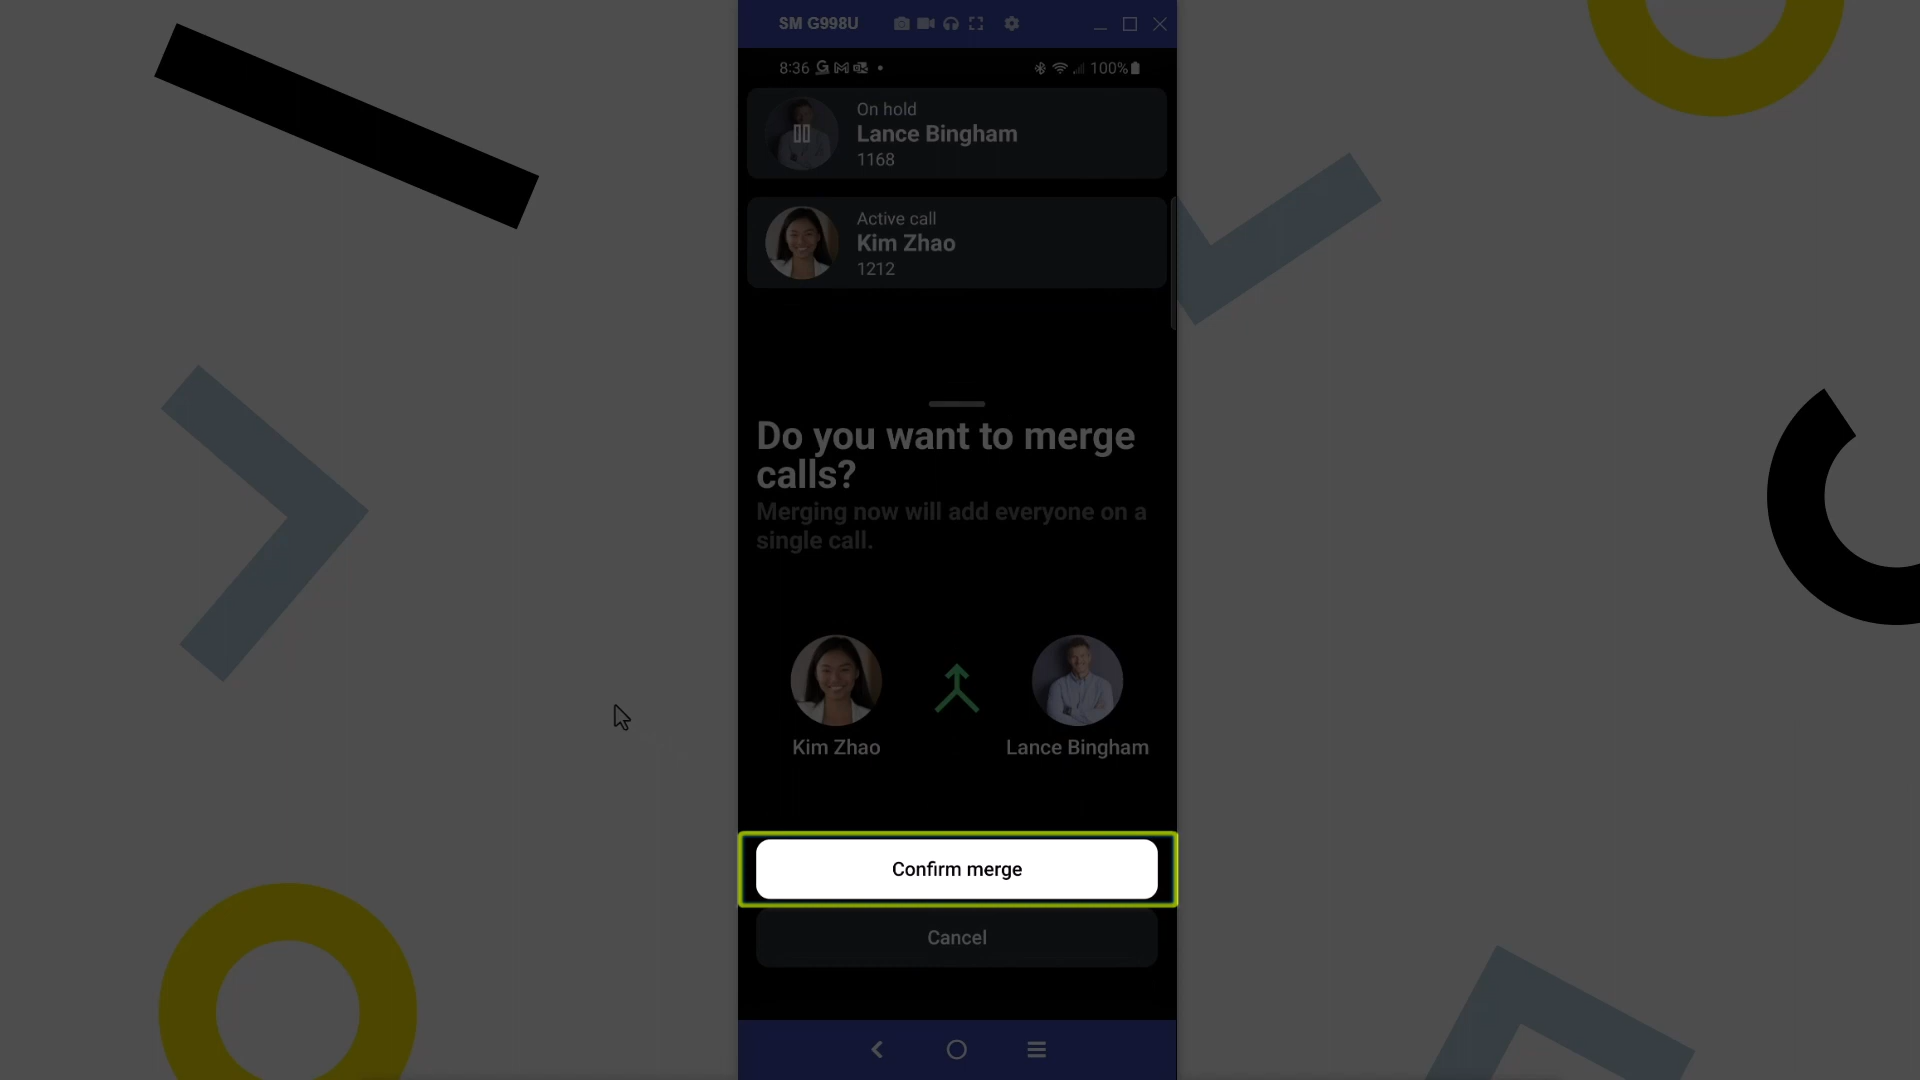 SM G998U
8:36
100%
On hold
Lance Bingham
1168
Active call
Kim Zhao
1212
Do you want to merge
calls?
Merging now will add everyone on a
single call.
Kim Zhao
Lance Bingham
Confirm merge
Cancel